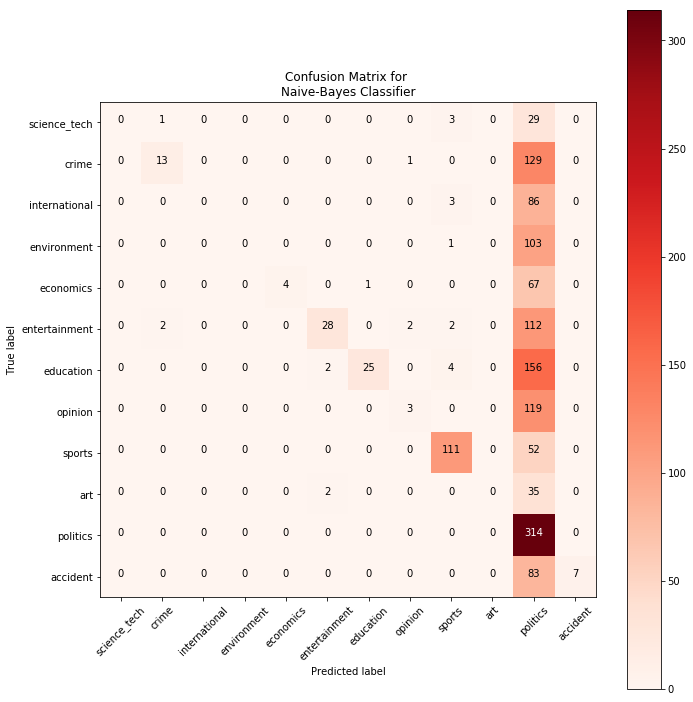 Confusion Matrix for
Naive-Bayes Classifier
science_tech 0 1 0 0 0 0 0 0 3 0 29 0
crime 0 13 0 0 0 0 0 1 0 0 129 0
international 0 0 0 0 0 0 0 0 3 0 86 0
environment 0 0 0 0 0 0 0 0 1 0 103 0
economics 0 0 0 0 4 0 1 0 0 0 67 0
entertainment 0 2 0 0 0 28 0 2 2 0 112 0
education 0 0 0 0 0 2 25 0 4 0 156 0
opinion 0 0 0 0 0 0 0 3 0 0 119 0
sports 0 0 0 0 0 0 0 0 111 0 52 0
art 0 0 0 0 0 2 0 0 0 0 35 0
politics 0 0 0 0 0 0 0 0 0 0 314 0
accident 0 0 0 0 0 0 0 0 0 0 83 7
True label
science_tech crime international environment economics entertainment education opinion sports art politics accident
Predicted label
300
250
200
150
100
50
0